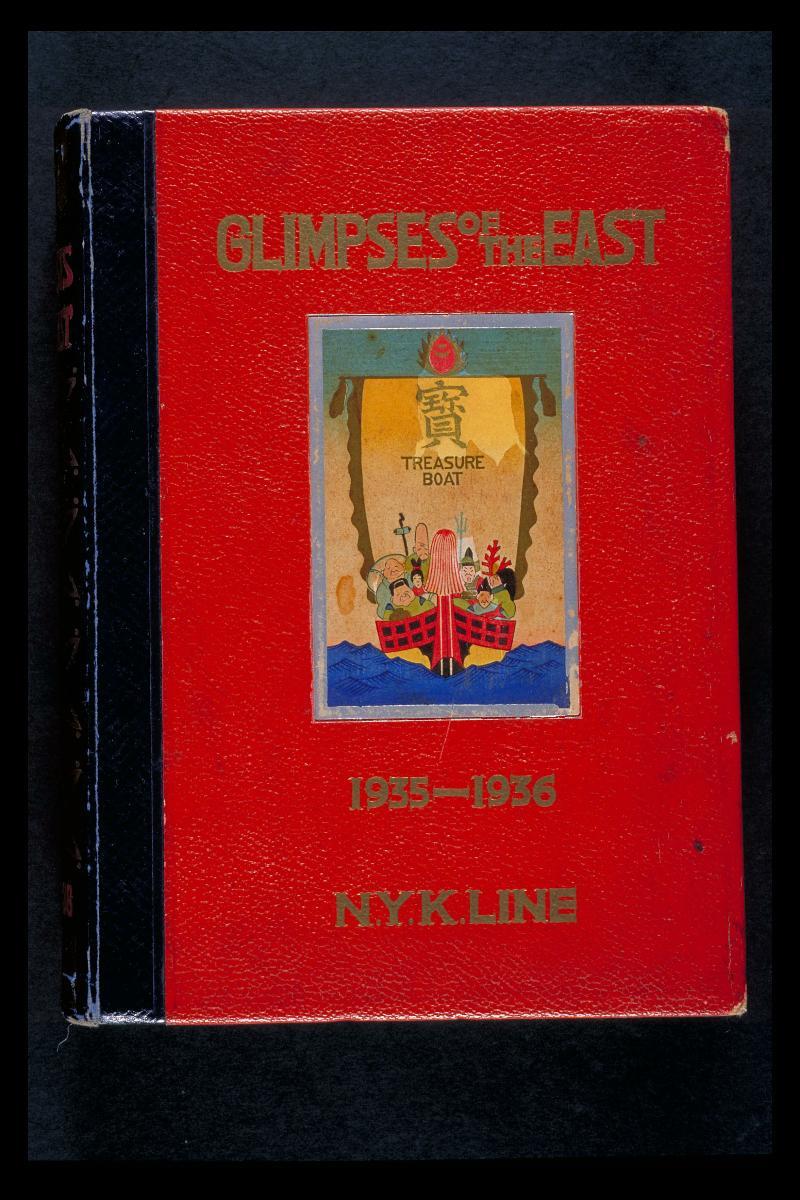 GLIMPSES OF THE EAST
寶
TREASURE
BOAT
1935—1936
N.Y.K. LINE